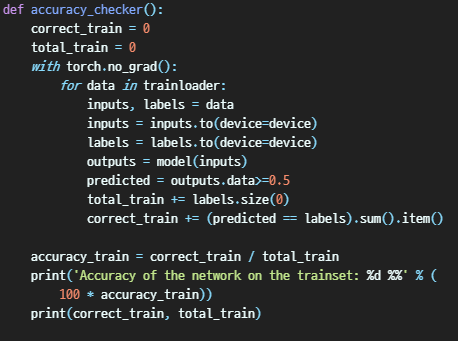 def accuracy_checker():
    correct_train = 0
    total_train = 0
    with torch.no_grad():
        for data in trainloader:
            inputs, labels = data
            inputs = inputs.to(device=device)
            labels = labels.to(device=device)
            outputs = model(inputs)
            predicted = outputs.data>=0.5
            total_train += labels.size(0)
            correct_train += (predicted == labels).sum().item()

    accuracy_train = correct_train / total_train
    print('Accuracy of the network on the trainset: %d %%' % (
        100 * accuracy_train))
    print(correct_train, total_train)